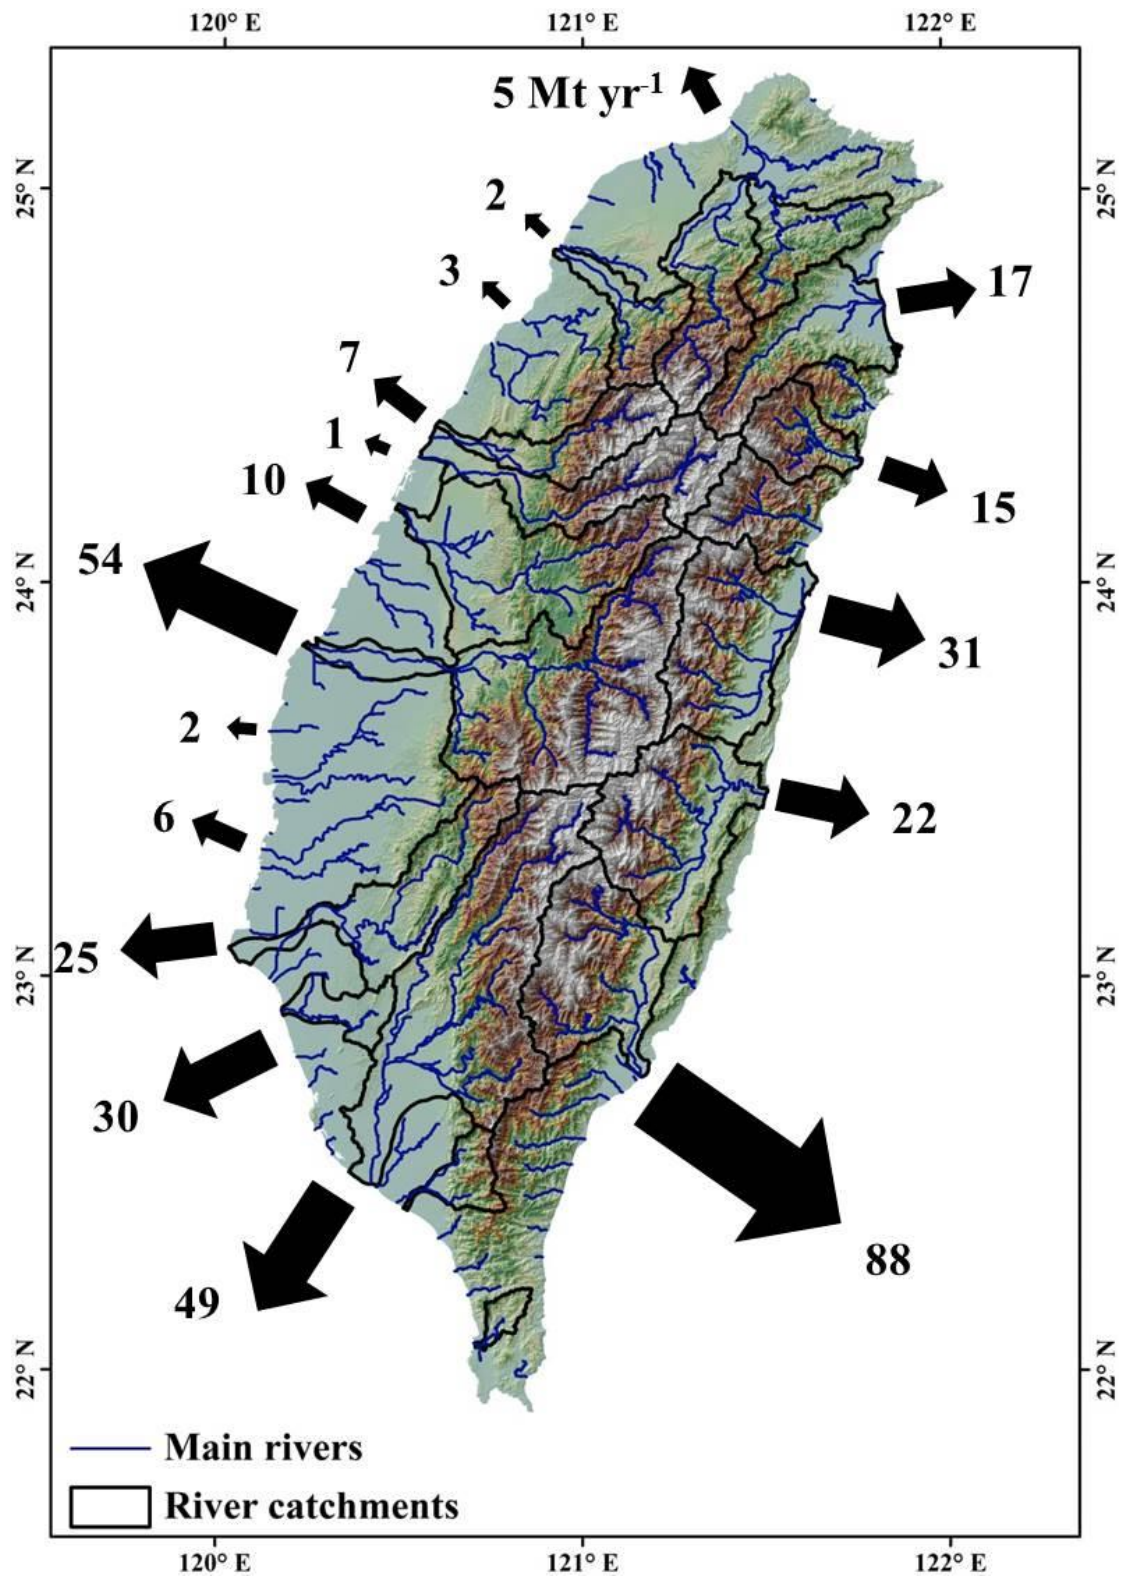 120° E 121° E 122° E
5 Mt yr-1
25° N 25° N
2
3
17
7
1
10
15
54
24° N 24° N
31
2
6
22
25
23° N 23° N
30
88
49
22° N 22° N
Main rivers
River catchments
120° E 121° E 122° E